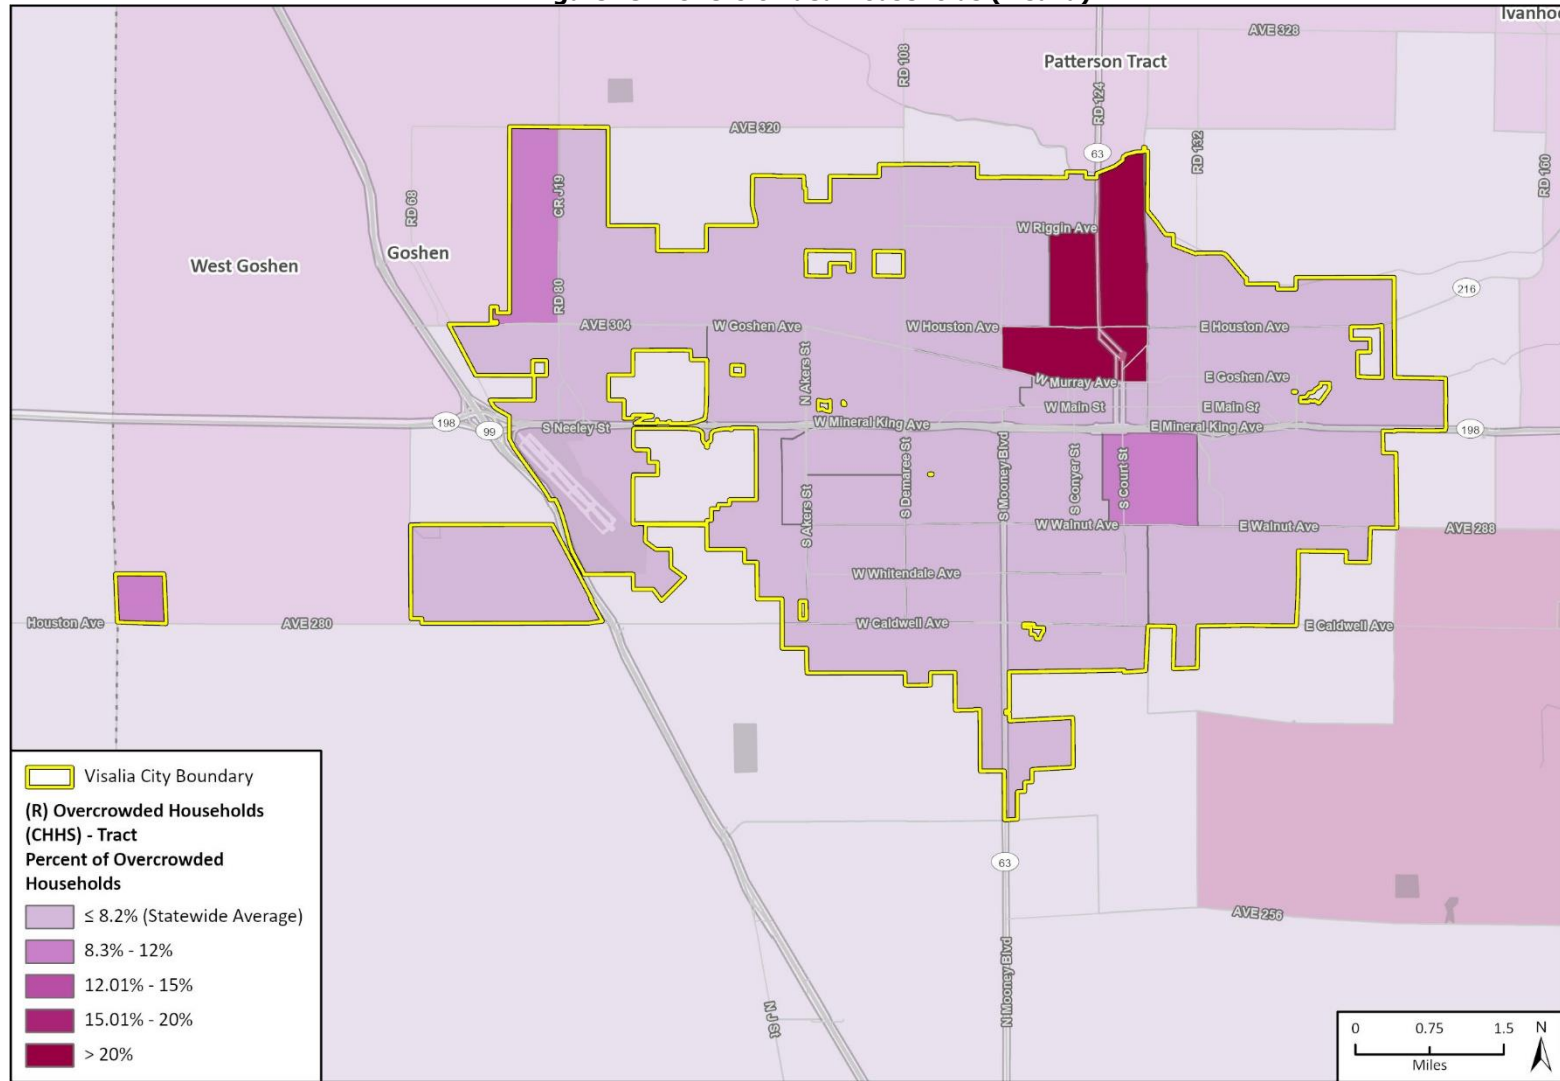 Ivanhoe
AVE 328
RD 108
Patterson Tract
RD 124
AVE 320
63
RD 132
RD 160
CR J19
RD 68
W Riggin Ave
Goshen
West Goshen
216
RD 80
AVE 304
W Goshen Ave
W Houston Ave
E Houston Ave
N Akers St
W Murray Ave
E Goshen Ave
W Main St
E Main St
198
99
S Neeley St
W Mineral King Ave
E Mineral King Ave
198
S Akers St
S Demaree St
S Mooney Blvd
S Conyer St
S Court St
W Walnut Ave
E Walnut Ave
AVE 288
W Whitendale Ave
Houston Ave
AVE 280
W Caldwell Ave
E Caldwell Ave
63
AVE 256
N Mooney Blvd
N J St
Visalia City Boundary
(R) Overcrowded Households
(CHHS) - Tract
Percent of Overcrowded
Households
≤ 8.2% (Statewide Average)
8.3% - 12%
12.01% - 15%
15.01% - 20%
> 20%
0 0.75 1.5
Miles
N